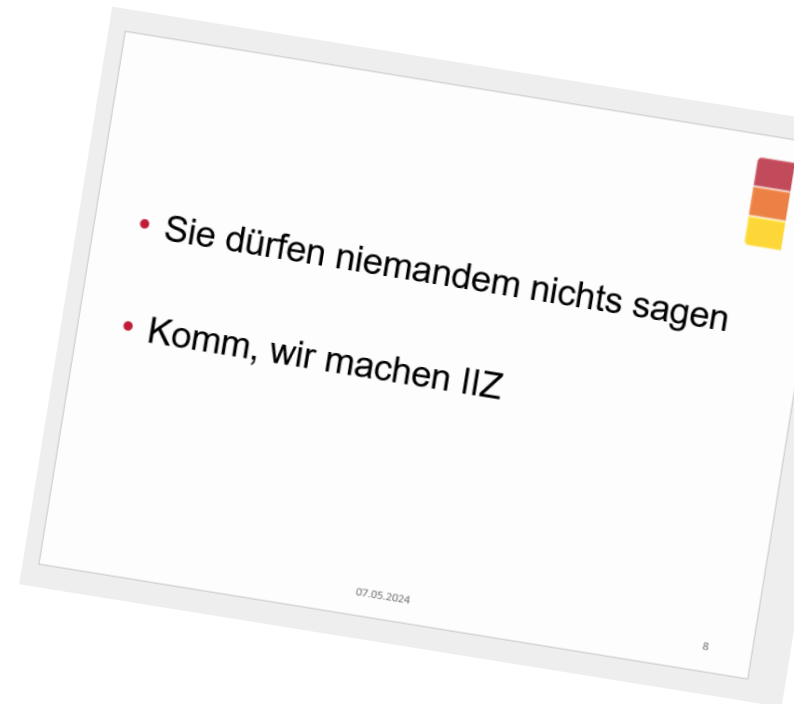 • Sie dürfen niemandem nichts sagen
• Komm, wir machen IIZ
07.05.2024
8